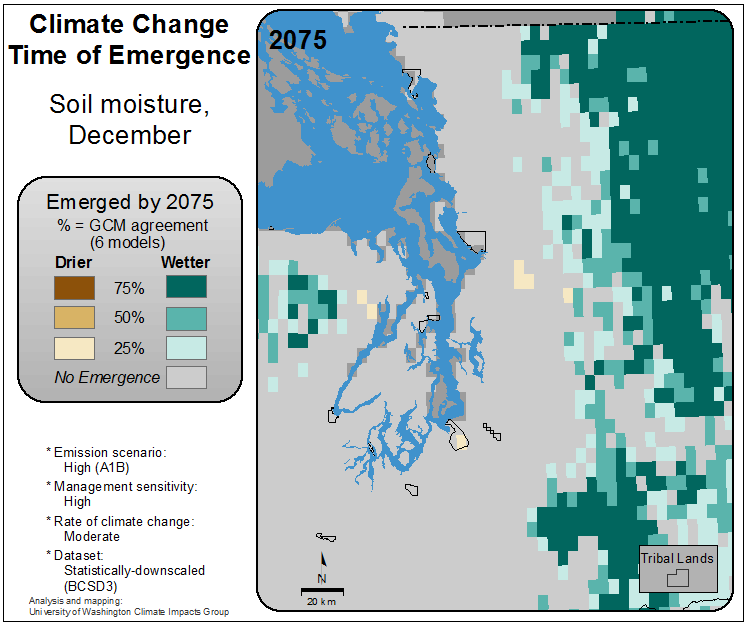 Climate Change
Time of Emergence
Soil moisture,
December
Emerged by 2075
% = GCM agreement
(6 models)
Drier Wetter
75%
50%
25%
No Emergence
* Emission scenario:
High (A1B)
* Management sensitivity:
High
* Rate of climate change:
Moderate
* Dataset:
Statistically-downscaled
(BCSD3)
Analysis and mapping:
University of Washington Climate Impacts Group
2075
N
20 km
Tribal Lands